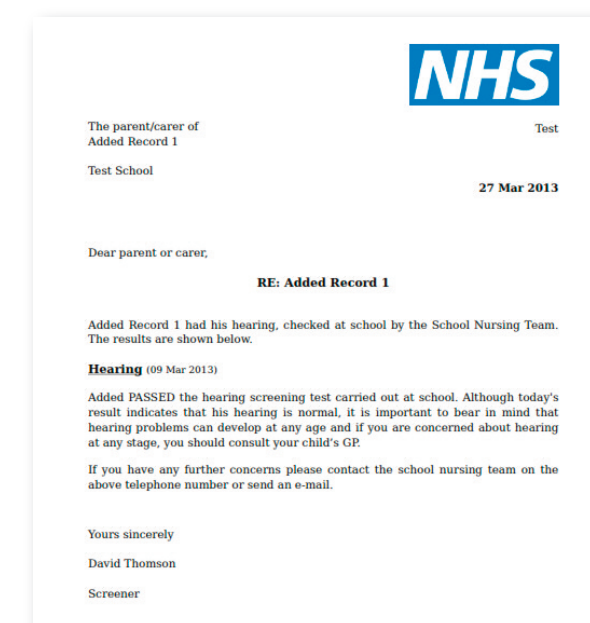 NHS
The parent/carer of
Added Record 1
Test
Test School
27 Mar 2013
Dear parent or carer,
RE: Added Record 1
Added Record 1 had his hearing, checked at school by the School Nursing Team.
The results are shown below.
Hearing (09 Mar 2013)
Added PASSED the hearing screening test carried out at school. Although today's
result indicates that his hearing is normal, it is important to bear in mind that
hearing problems can develop at any age and if you are concerned about hearing
at any stage, you should consult your child's GP.
If you have any further concerns please contact the school nursing team on the
above telephone number or send an e-mail.
Yours sincerely
David Thomson
Screener